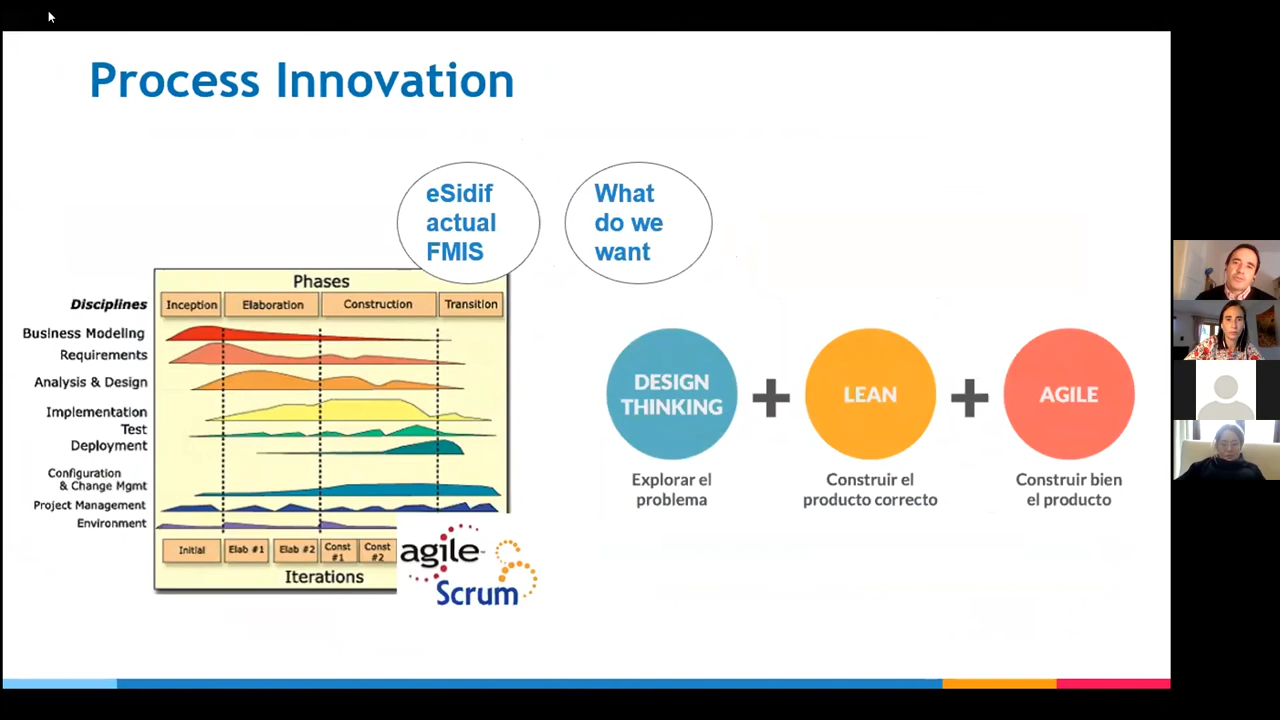 Process Innovation
eSidif
actual
FMIS
What
do we
want
Phases
Disciplines
Inception
Elaboration
Construction
Transition
Business Modeling
Requirements
Analysis & Design
Implementation
Test
Deployment
Configuration
& Change Mgmt
Project Management
Environment
Initial
Elab #1
Elab #2
Const
#1
Const
#2
Iterations
agile
Scrum
DESIGN
THINKING
+
LEAN
+
AGILE
Explorar el
problema
Construir el
producto correcto
Construir bien
el producto